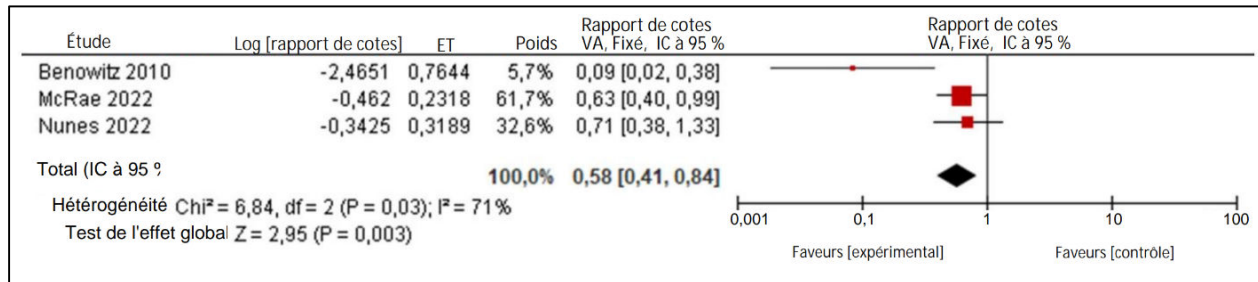 Étude Log [rapport de cotes] ET Poids Rapport de cotes VA, Fixé, IC à 95 % Rapport de cotes VA, Fixé, IC à 95 %
Benowitz 2010 -2,4651 0,7644 5,7% 0,09 [0,02, 0,38]
McRae 2022 -0,462 0,2318 61,7% 0,63 [0,40, 0,99]
Nunes 2022 -0,3425 0,3189 32,6% 0,71 [0,38, 1,33]
Total (IC à 95 % 100,0% 0,58 [0,41, 0,84]
Hétérogénéité Chi² = 6,84, df = 2 (P = 0,03); I² = 71%
Test de l'effet global Z = 2,95 (P = 0,003)
0,001 0,1 1 10 100
Faveurs [expérimental] Faveurs [contrôle]